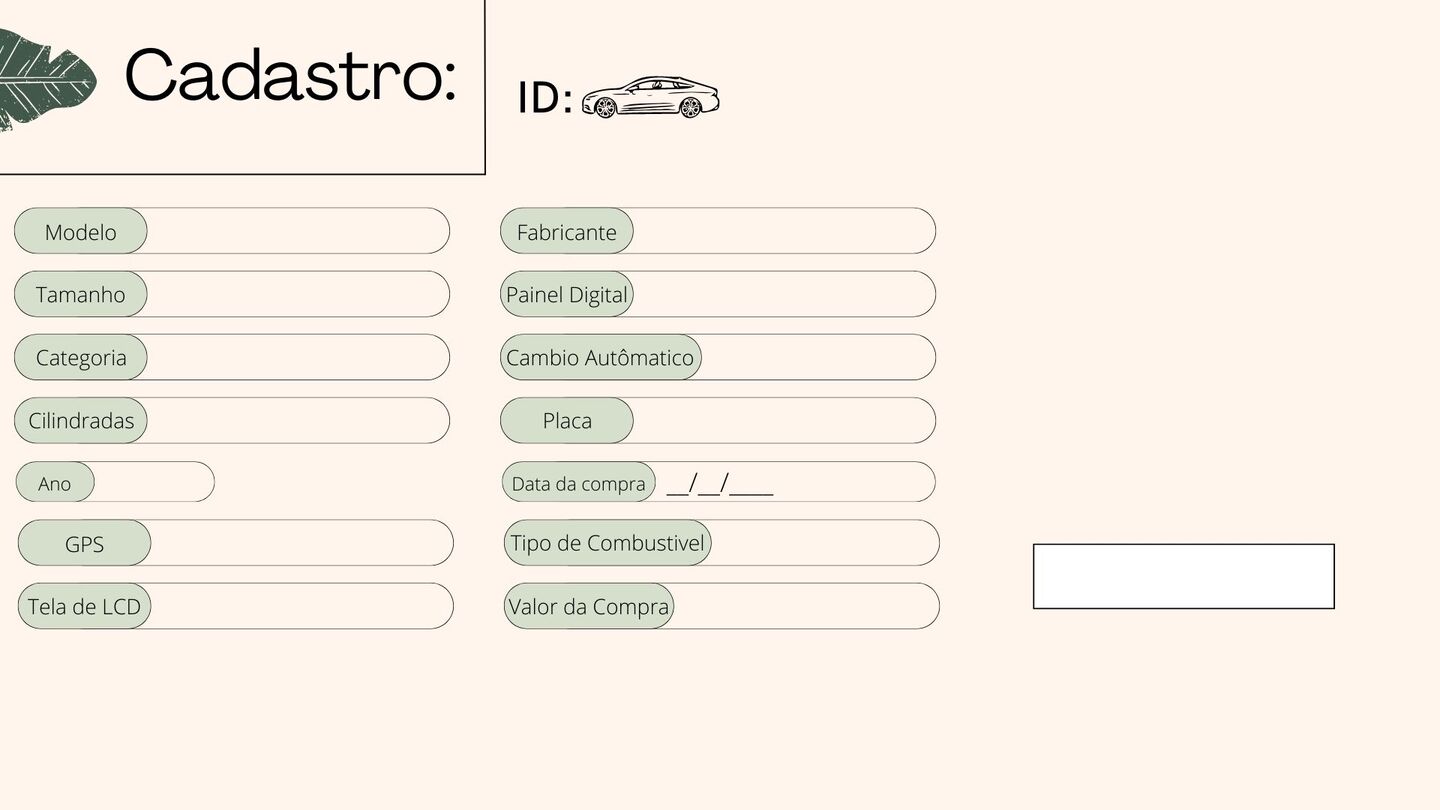 Cadastro:
ID:
Modelo
Fabricante
Tamanho
Painel Digital
Categoria
Cambio Autômatico
Cilindradas
Placa
Ano
Data da compra __/__/____
GPS
Tipo de Combustivel
Tela de LCD
Valor da Compra